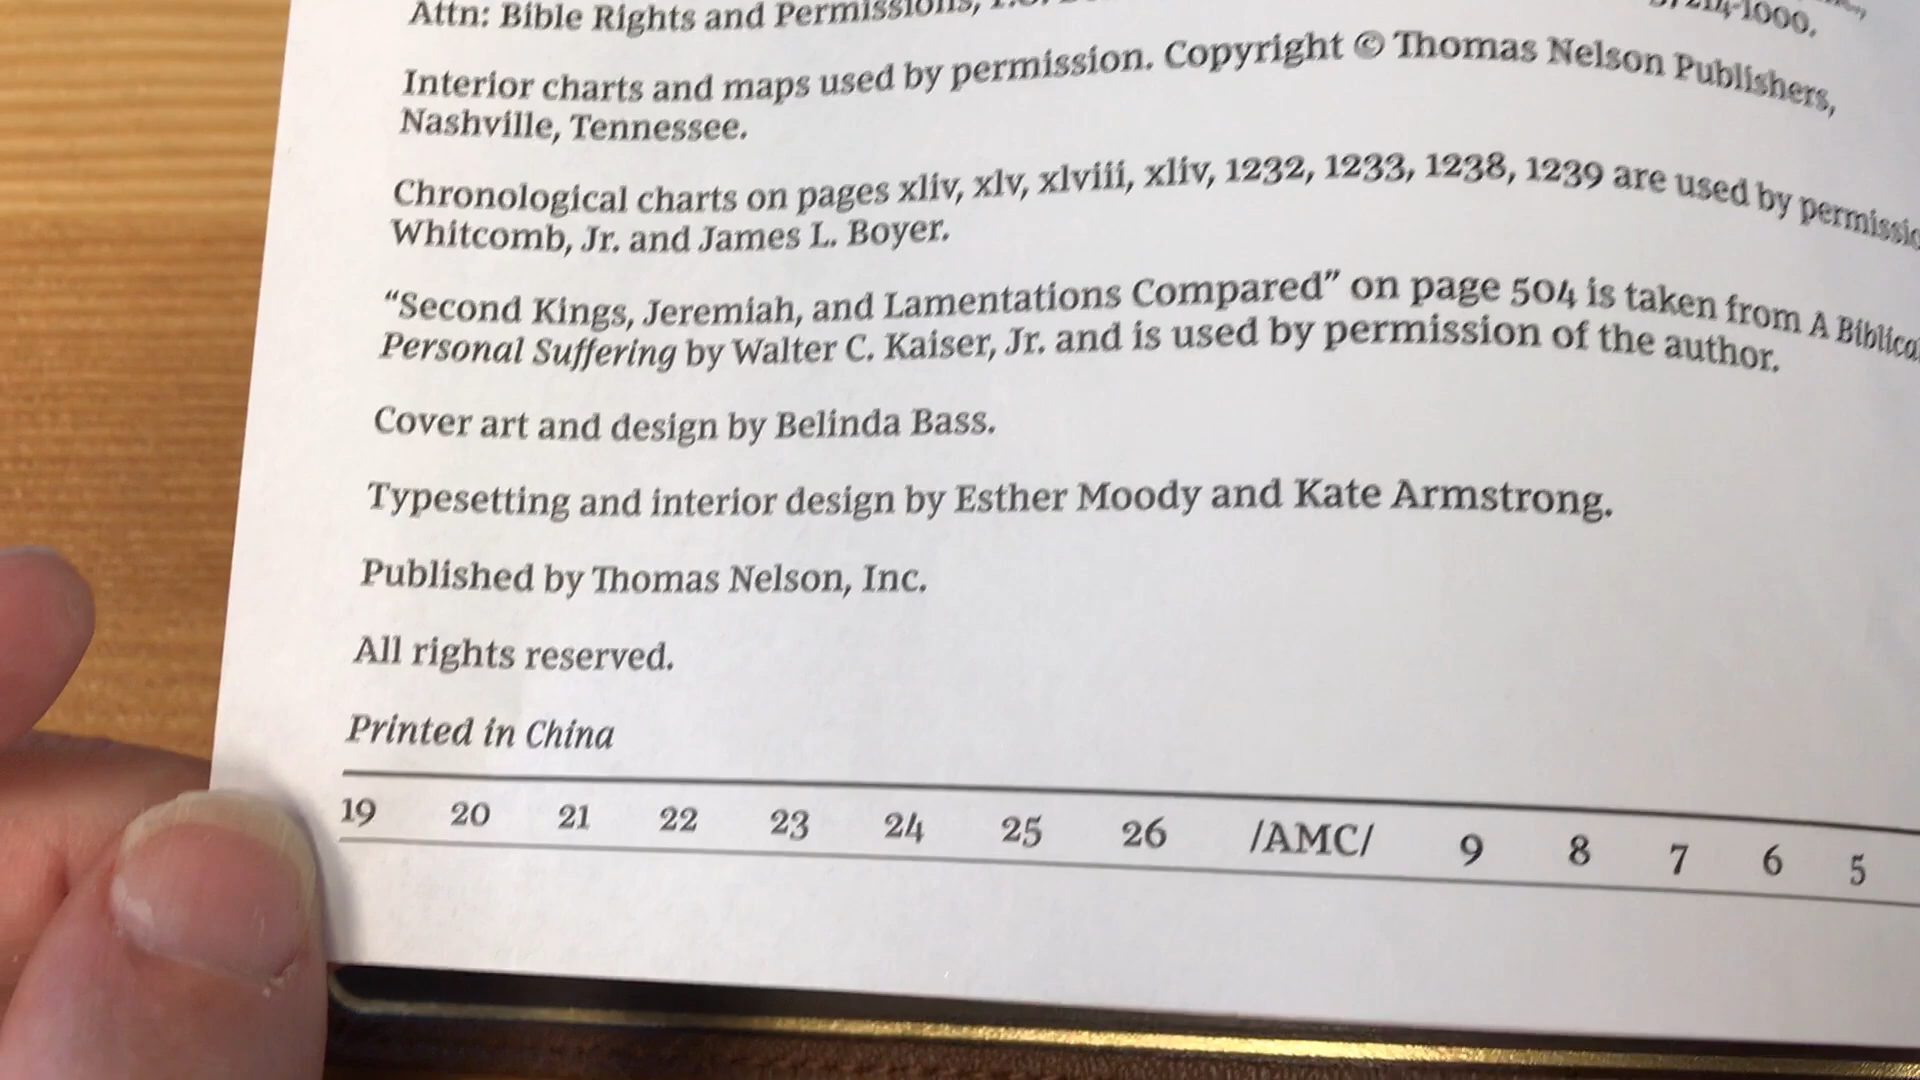 Attn: Bible Rights and Permissions,
1000.
Interior charts and maps used by permission. Copyright © Thomas Nelson Publishers,
Nashville, Tennessee.
Chronological charts on pages xliv, xlv, xlviii, xliv, 1232, 1233, 1238, 1239 are used by
Whitcomb, Jr. and James L. Boyer.
“Second Kings, Jeremiah, and Lamentations Compared” on page 504 is taken from A
Personal Suffering by Walter C. Kaiser, Jr. and is used by permission of the author.
Cover art and design by Belinda Bass.
Typesetting and interior design by Esther Moody and Kate Armstrong.
Published by Thomas Nelson, Inc.
All rights reserved.
Printed in China
19 20 21 22 23 24 25 26 /AMC/ 9 8 7 6 5